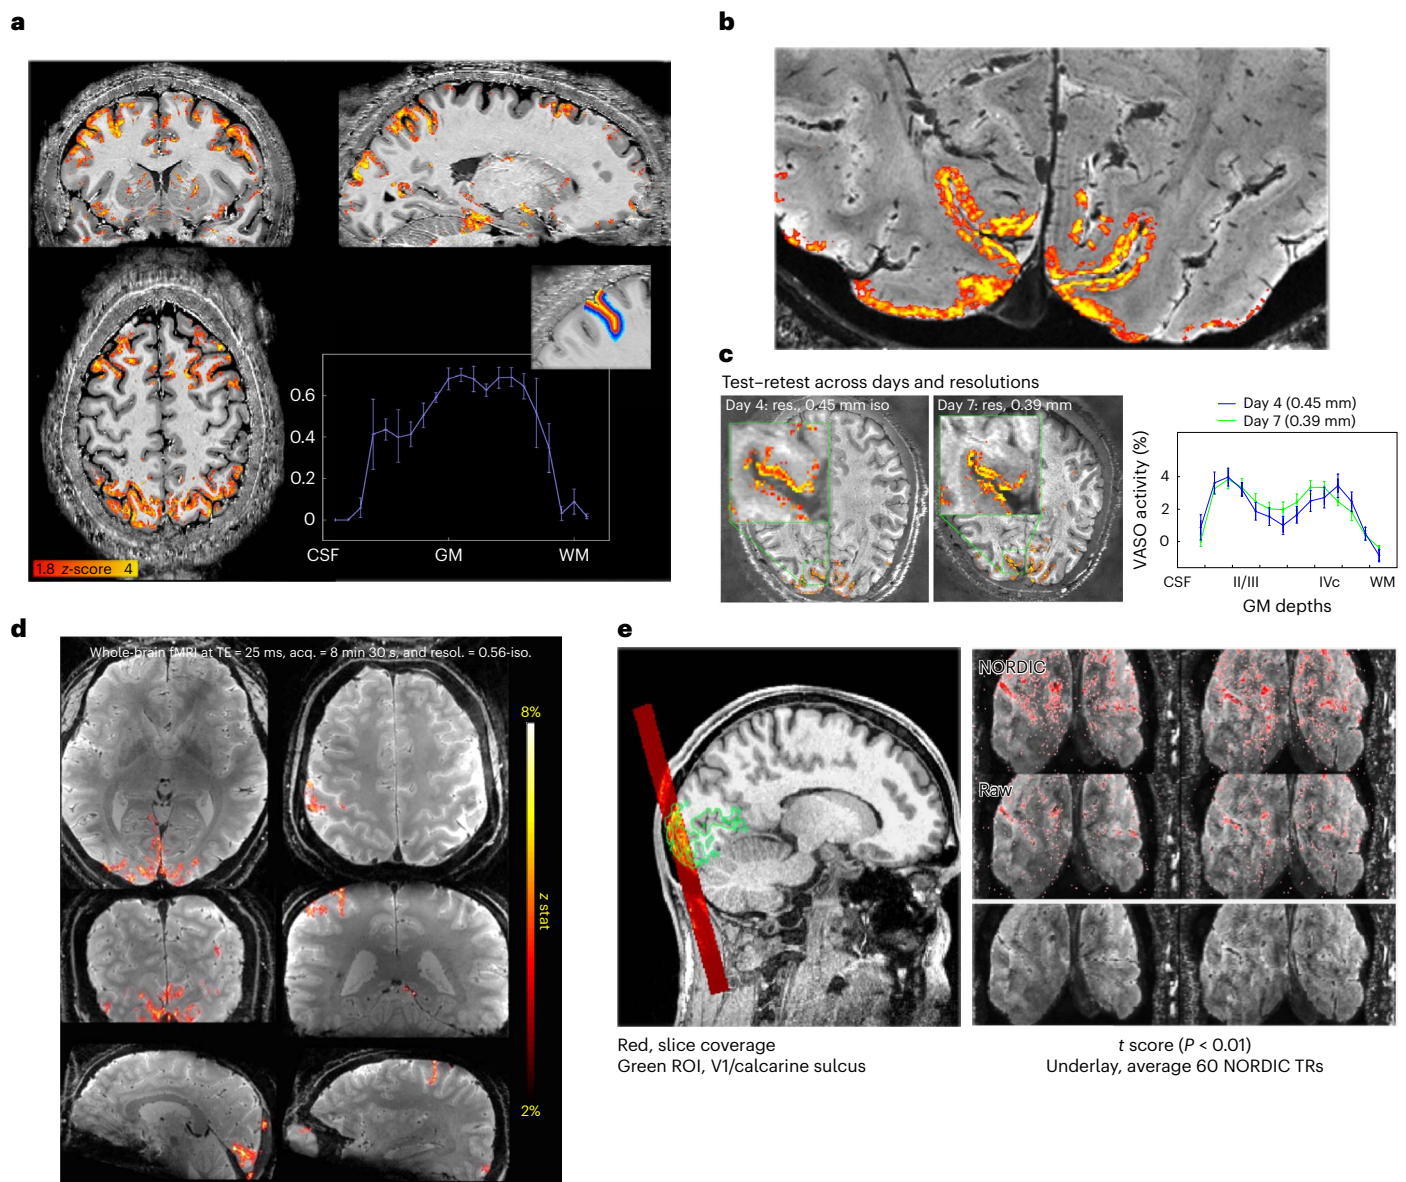 a
1.8 z-score 4
0.6
0.4
0.2
0
CSF GM WM
b
c
Test–retest across days and resolutions
Day 4: res., 0.45 mm iso
Day 7: res, 0.39 mm
Day 4 (0.45 mm)
Day 7 (0.39 mm)
VASO activity (%)
4
2
0
CSF II/III IVc WM
GM depths
d
Whole-brain fMRI at TE = 25 ms, acq. = 8 min 30 s, and resol. = 0.56-iso.
8%
z stat
2%
e
Red, slice coverage
Green ROI, V1/calcarine sulcus
NORDIC
Raw
t score (P < 0.01)
Underlay, average 60 NORDIC TRs